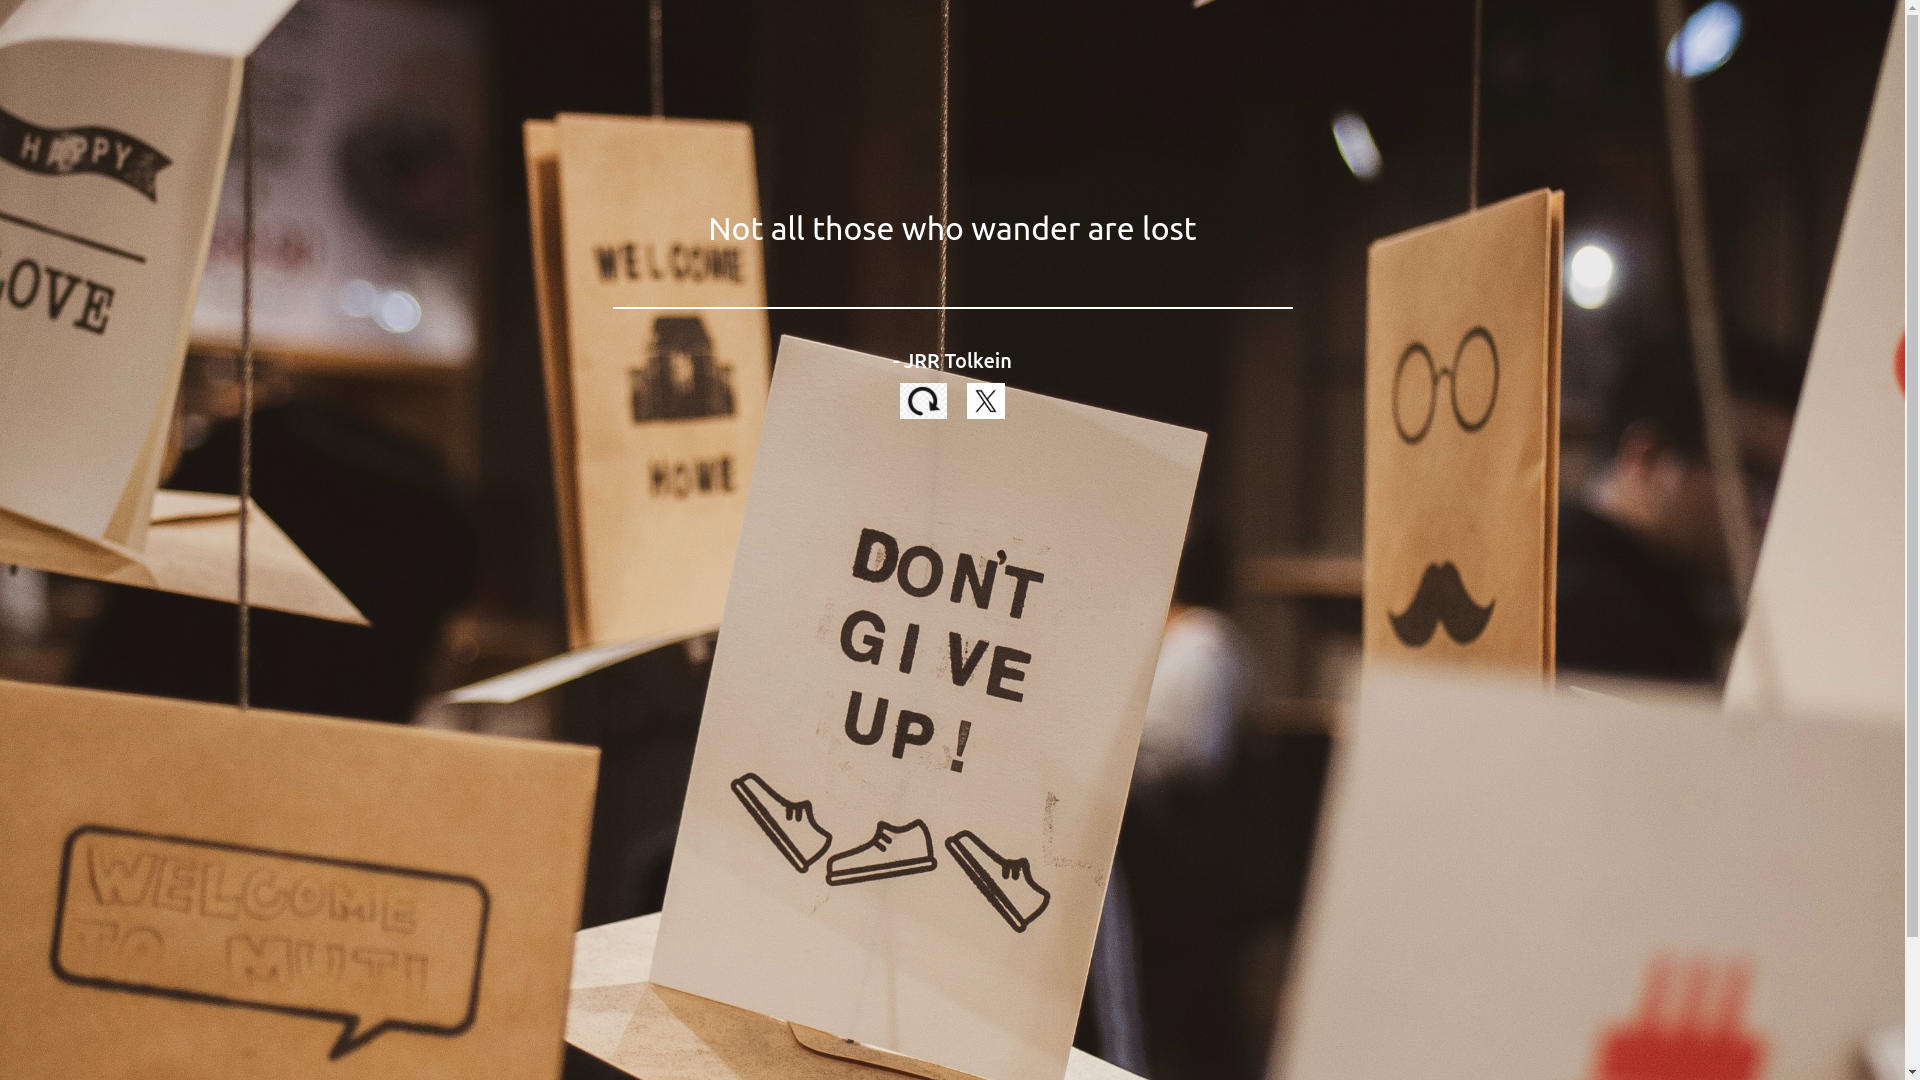 HAPPY
LOVE
Not all those who wander are lost
WELCOME
HOME
- JRR Tolkein
DON'T
GIVE
UP!
WELCOME
TO MUTI